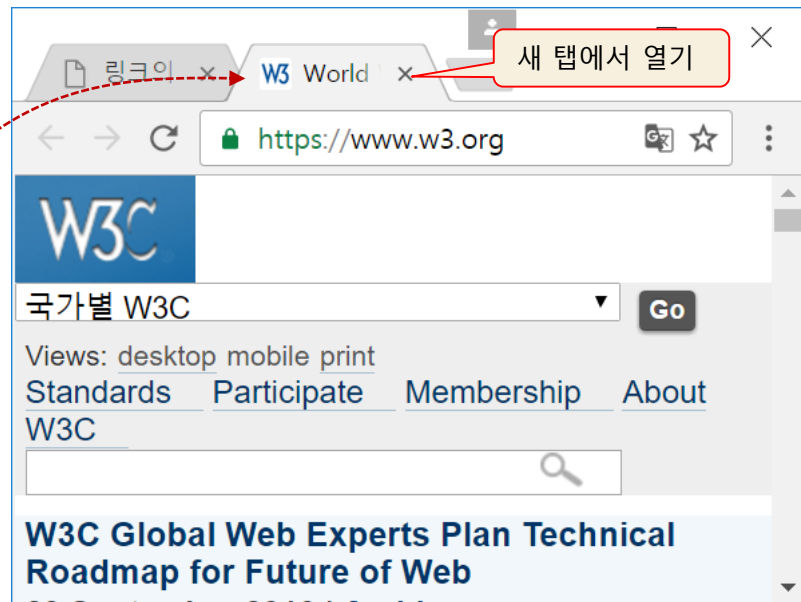 링크의
W3 World
새 탭에서 열기
https://www.w3.org
W3C
국가별 W3C
Go
Views: desktop mobile print
Standards Participate Membership About
W3C
W3C Global Web Experts Plan Technical
Roadmap for Future of Web